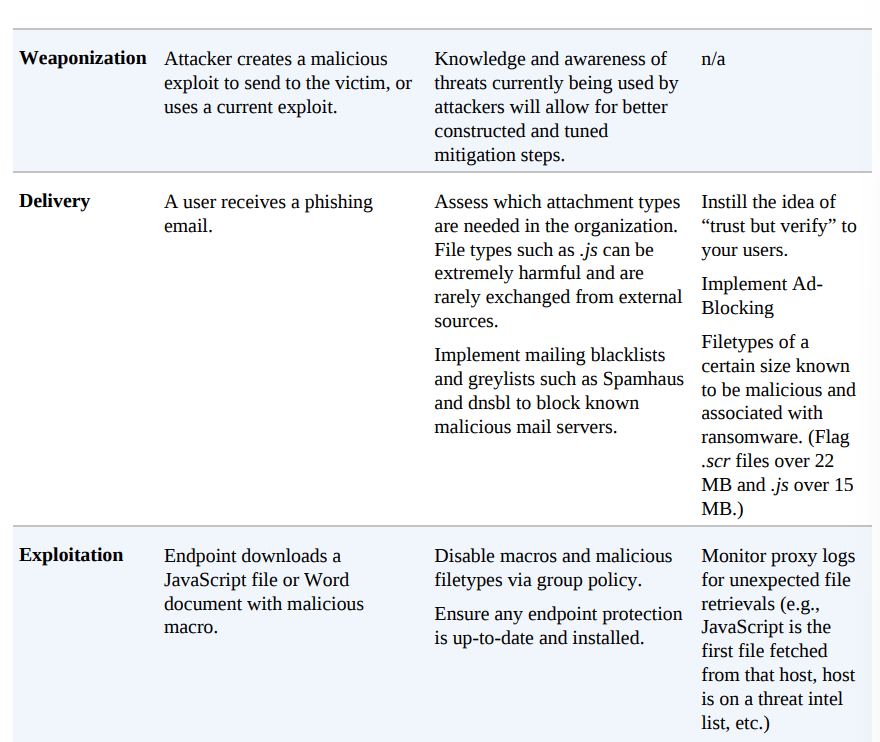 Weaponization
Attacker creates a malicious
exploit to send to the victim, or
uses a current exploit.
Knowledge and awareness of
threats currently being used by
attackers will allow for better
constructed and tuned
mitigation steps.
n/a
Delivery
A user receives a phishing
email.
Assess which attachment types
are needed in the organization.
File types such as .js can be
extremely harmful and are
rarely exchanged from external
sources.
Implement mailing blacklists
and greylists such as Spamhaus
and dnsbl to block known
malicious mail servers.
Instill the idea of
“trust but verify” to
your users.
Implement Ad-
Blocking
Filetypes of a
certain size known
to be malicious and
associated with
ransomware. (Flag
.scr files over 22
MB and .js over 15
MB.)
Exploitation
Endpoint downloads a
JavaScript file or Word
document with malicious
macro.
Disable macros and malicious
filetypes via group policy.
Ensure any endpoint protection
is up-to-date and installed.
Monitor proxy logs
for unexpected file
retrievals (e.g.,
JavaScript is the
first file fetched
from that host, host
is on a threat intel
list, etc.)